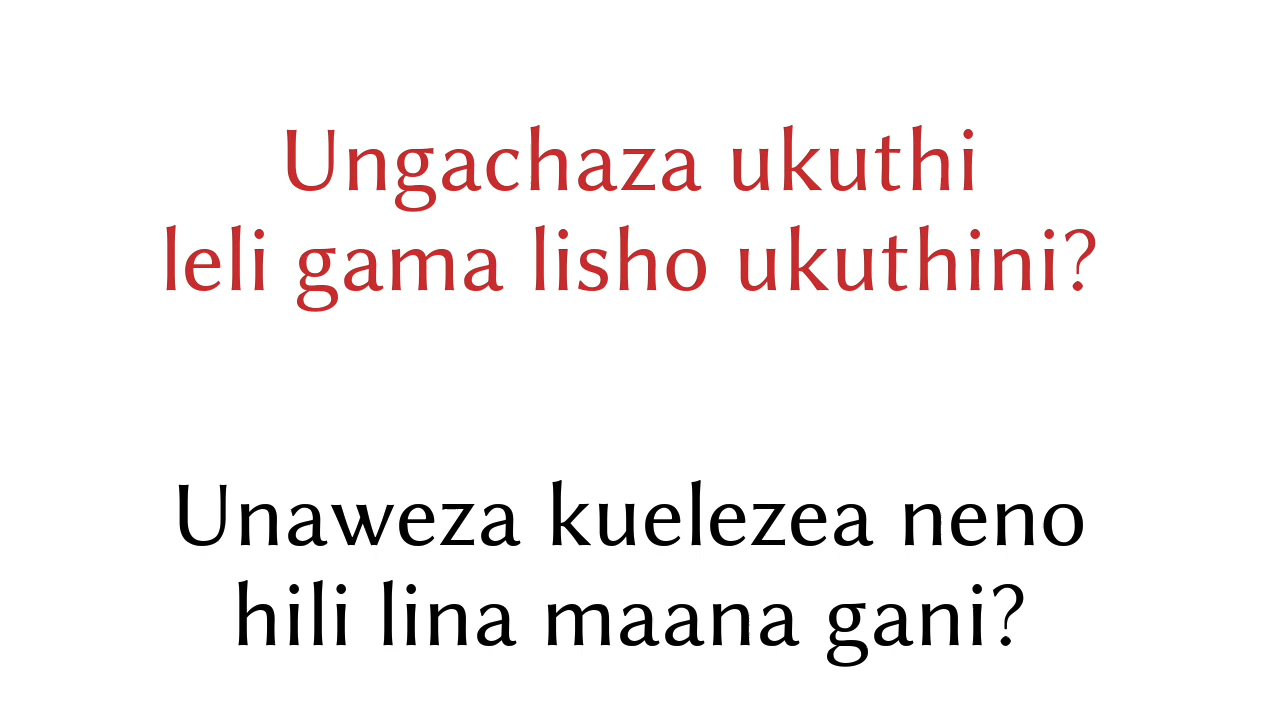 Ungachaza ukuthi
leli gama lisho ukuthini?
Unaweza kuelezea neno
hili lina maana gani?